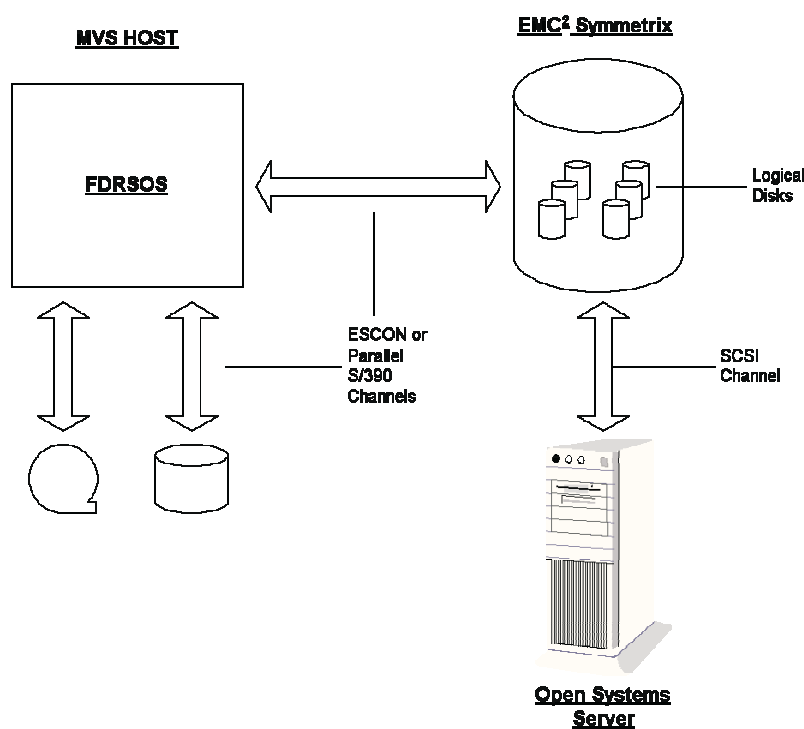 MVS HOST
EMC² Symmetrix
FDRSOS
Logical
Disks
ESCON or
Parallel
S/390
Channels
SCSI
Channel
Open Systems
Server